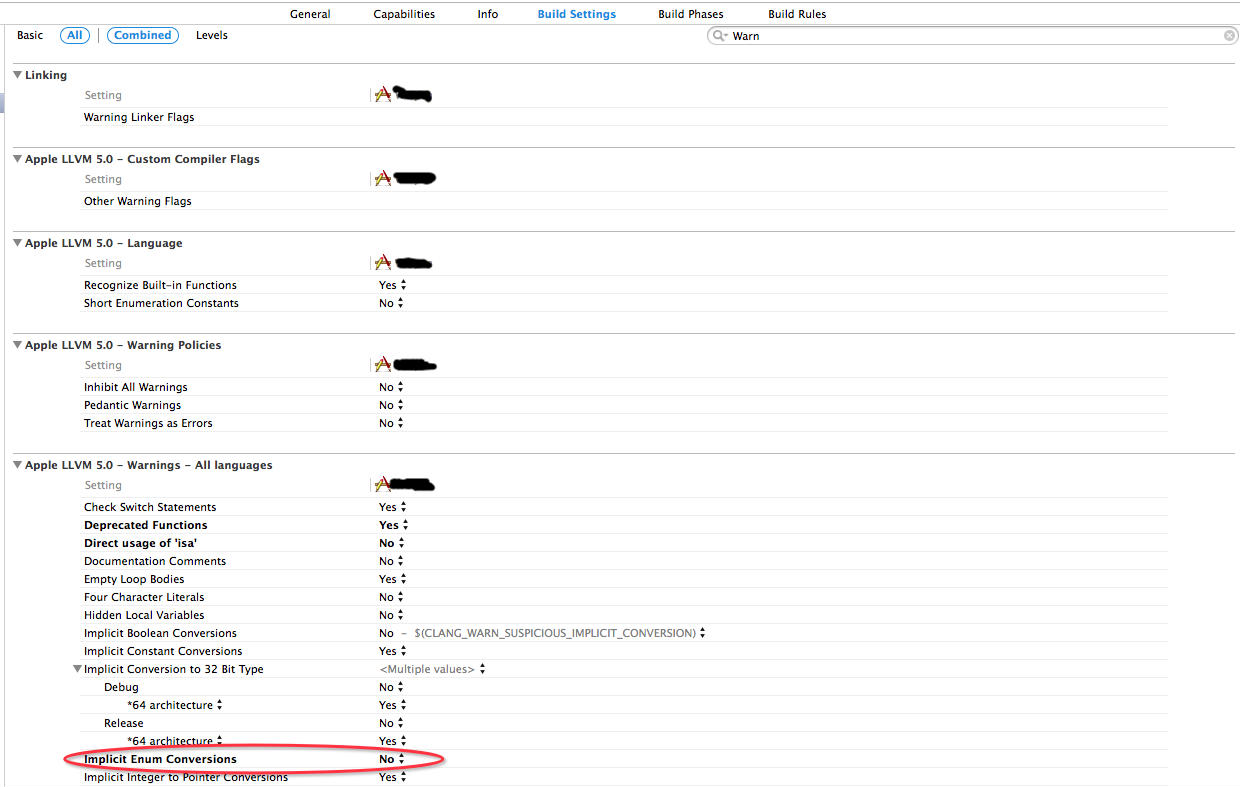 General Capabilities Info Build Settings Build Phases Build Rules
Basic All Combined Levels Warn
Linking
Setting
Warning Linker Flags
Apple LLVM 5.0 - Custom Compiler Flags
Setting
Other Warning Flags
Apple LLVM 5.0 - Language
Setting
Recognize Built-in Functions Yes
Short Enumeration Constants No
Apple LLVM 5.0 - Warning Policies
Setting
Inhibit All Warnings No
Pedantic Warnings No
Treat Warnings as Errors No
Apple LLVM 5.0 - Warnings - All languages
Setting
Check Switch Statements Yes
Deprecated Functions Yes
Direct usage of 'isa' No
Documentation Comments No
Empty Loop Bodies Yes
Four Character Literals No
Hidden Local Variables No
Implicit Boolean Conversions No - $(CLANG_WARN_SUSPICIOUS_IMPLICIT_CONVERSION)
Implicit Constant Conversions Yes
Implicit Conversion to 32 Bit Type <Multiple values>
Debug No
*64 architecture Yes
Release No
*64 architecture Yes
Implicit Enum Conversions No
Implicit Integer to Pointer Conversions Yes